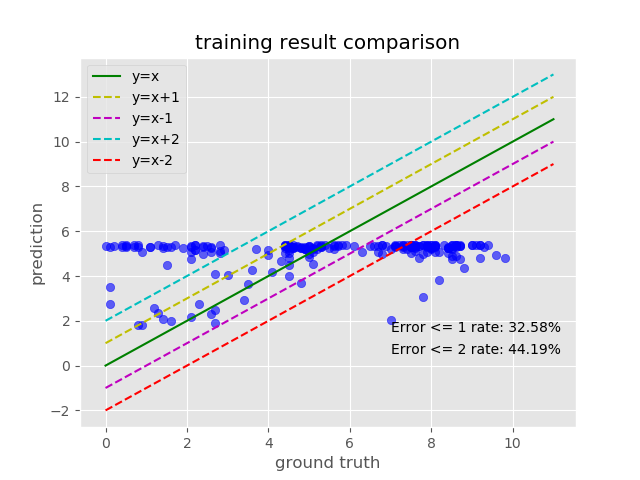 training result comparison
y=x
y=x+1
y=x-1
y=x+2
y=x-2
12
10
8
6
4
2
0
−2
prediction
Error <= 1 rate: 32.58%
Error <= 2 rate: 44.19%
0 2 4 6 8 10
ground truth